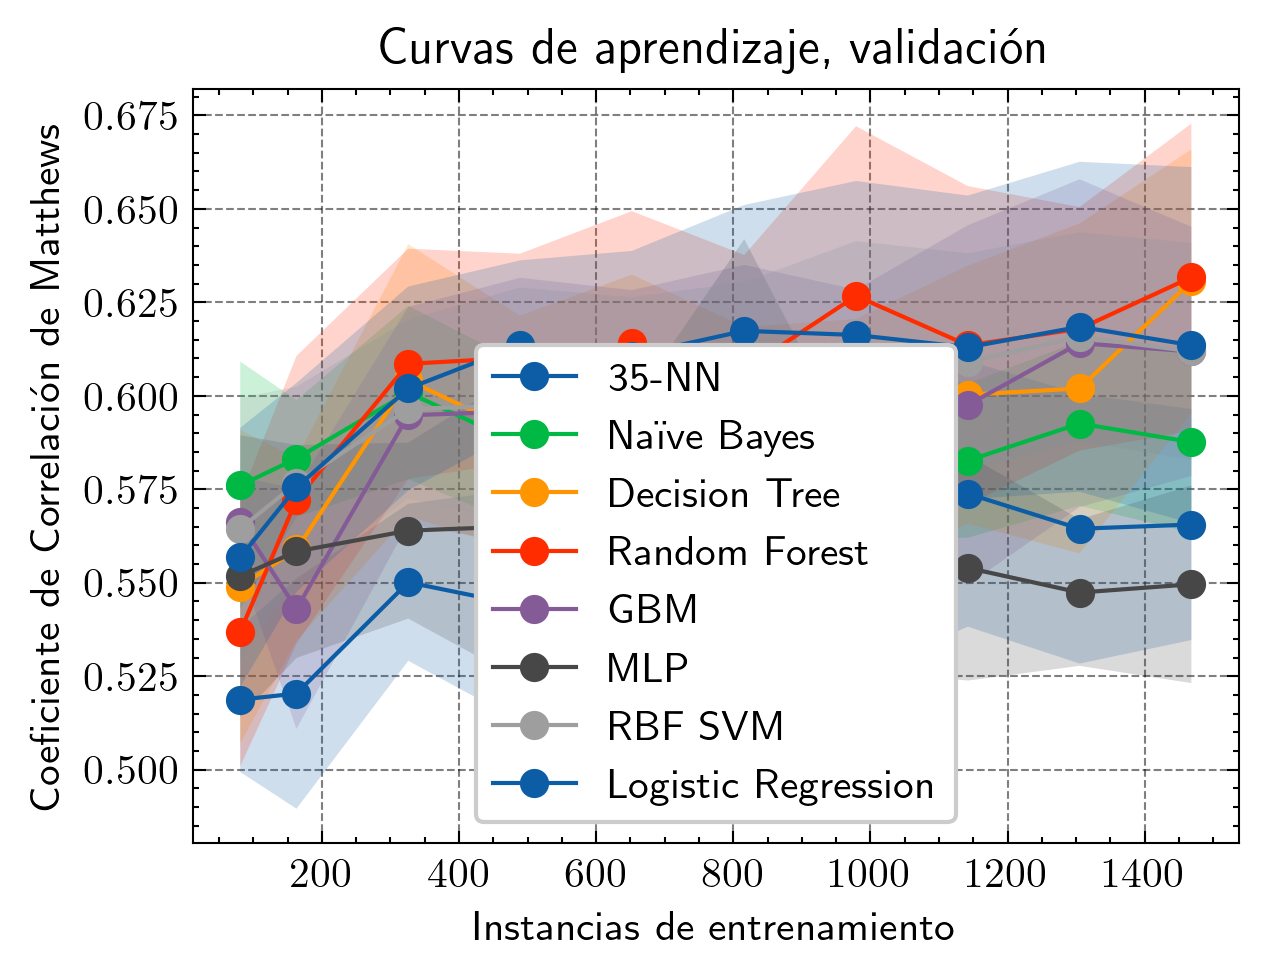 Curvas de aprendizaje, validación
Coeficiente de Correlación de Matthews
0.675
0.650
0.625
0.600
0.575
0.550
0.525
0.500
35-NN
Naïve Bayes
Decision Tree
Random Forest
GBM
MLP
RBF SVM
Logistic Regression
200 400 600 800 1000 1200 1400
Instancias de entrenamiento